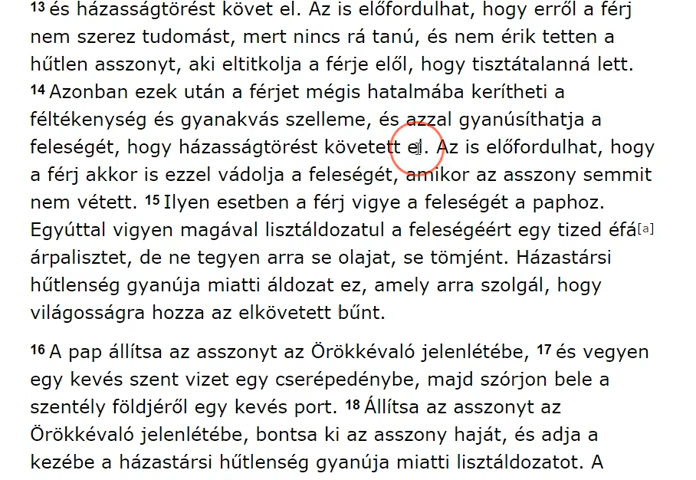 13 és házasságtörést követ el. Az is előfordulhat, hogy erről a férj
nem szerez tudomást, mert nincs rá tanú, és nem érik tetten a
hűtlen asszonyt, aki eltitkolja a férje elől, hogy tisztátalanná lett.
14 Azonban ezek után a férjet mégis hatalmába kerítheti a
féltékenység és gyanakvás szelleme, és azzal gyanúsíthatja a
feleségét, hogy házasságtörést követett el. Az is előfordulhat, hogy
a férj akkor is ezzel vádolja a feleségét, amikor az asszony semmit
nem vétett. 15 Ilyen esetben a férj vigye a feleségét a paphoz.
Egyúttal vigyen magával lisztáldozatul a feleségéért egy tized éfá[a]
árpalisztet, de ne tegyen arra se olajat, se tömjént. Házastársi
hűtlenség gyanúja miatti áldozat ez, amely arra szolgál, hogy
világosságra hozza az elkövetett bűnt.
16 A pap állítsa az asszonyt az Örökkévaló jelenlétébe, 17 és vegyen
egy kevés szent vizet egy cserépedénybe, majd szórjon bele a
szentély földjéről egy kevés port. 18 Állítsa az asszonyt az
Örökkévaló jelenlétébe, bontsa ki az asszony haját, és adja a
kezébe a házastársi hűtlenség gyanúja miatti lisztáldozatot. A